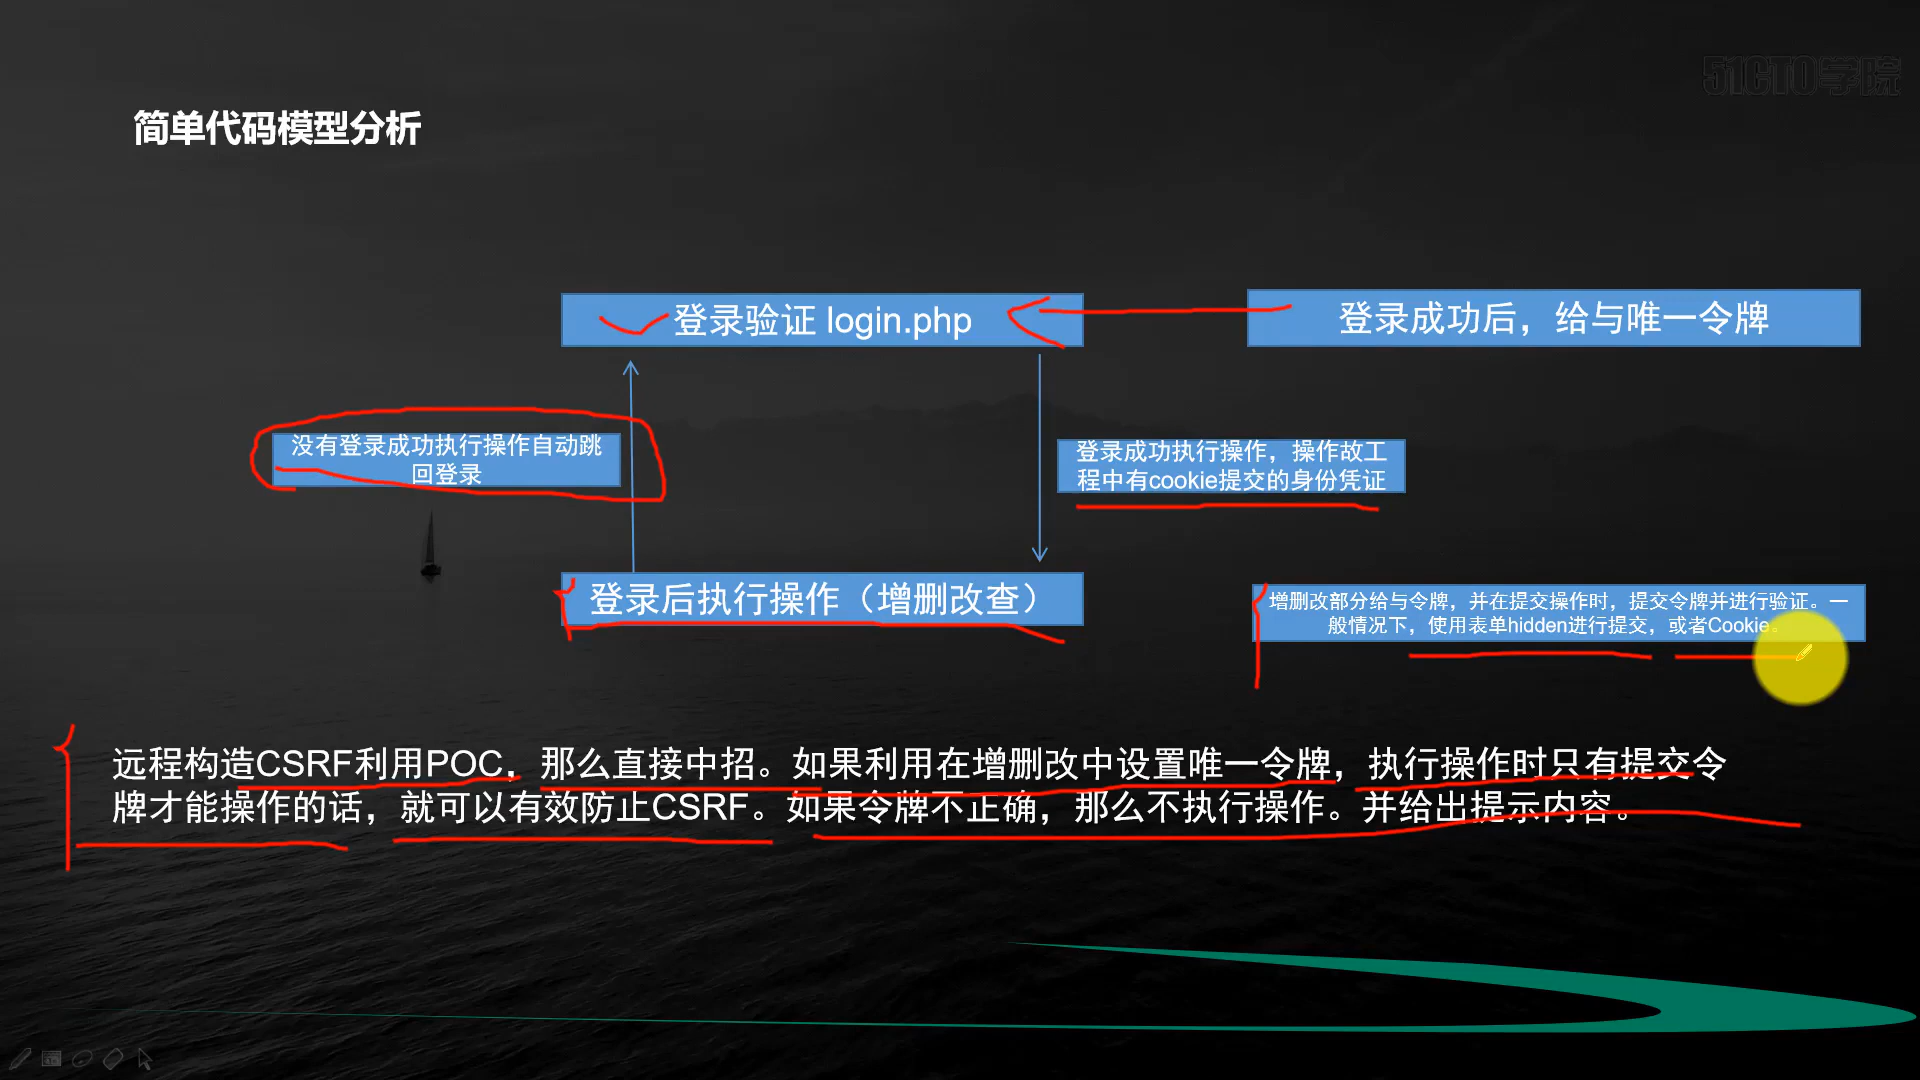 51CTO学院
简单代码模型分析
登录验证 login.php
登录成功后，给与唯一令牌
没有登录成功执行操作自动跳
回登录
登录成功执行操作，操作故工
程中有cookie提交的身份凭证
登录后执行操作（增删改查）
增删改部分给与令牌，并在提交操作时，提交令牌并进行验证。一
般情况下，使用表单hidden进行提交，或者Cookie。
远程构造CSRF利用POC，那么直接中招。如果利用在增删改中设置唯一令牌，执行操作时只有提交令
牌才能操作的话，就可以有效防止CSRF。如果令牌不正确，那么不执行操作。并给出提示内容。